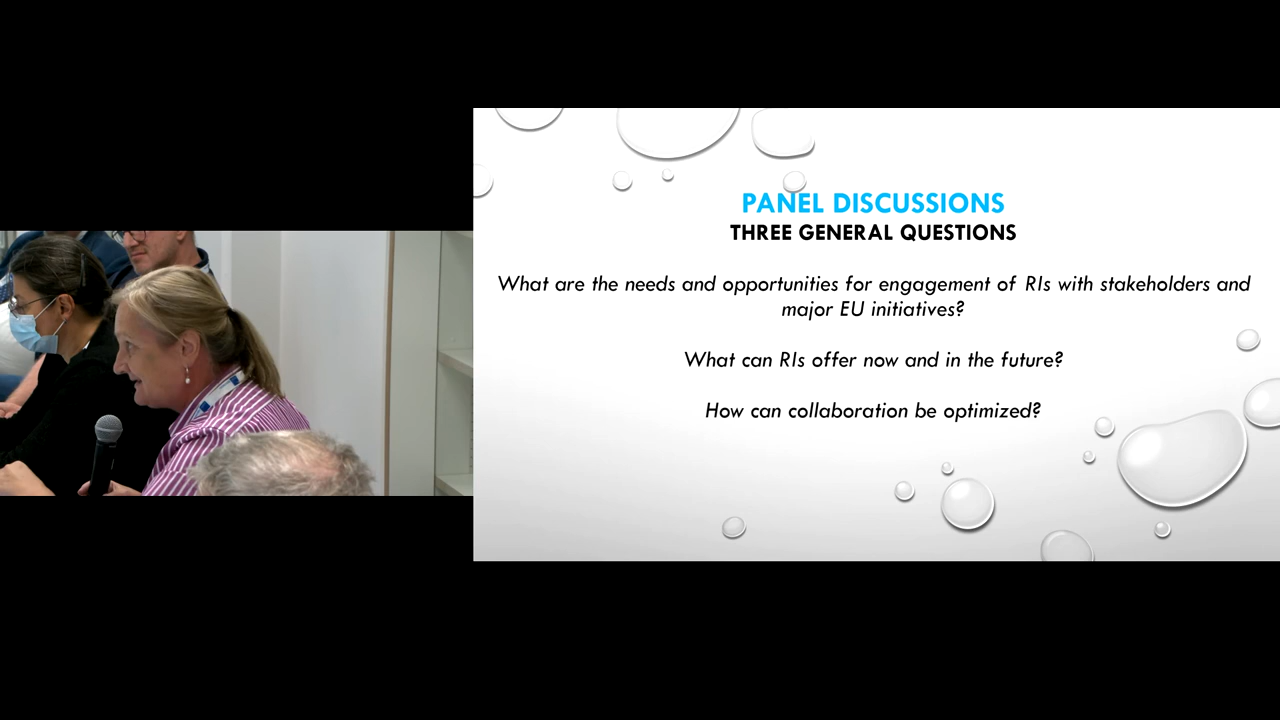 PANEL DISCUSSIONS
THREE GENERAL QUESTIONS
What are the needs and opportunities for engagement of RIs with stakeholders and
major EU initiatives?
What can RIs offer now and in the future?
How can collaboration be optimized?